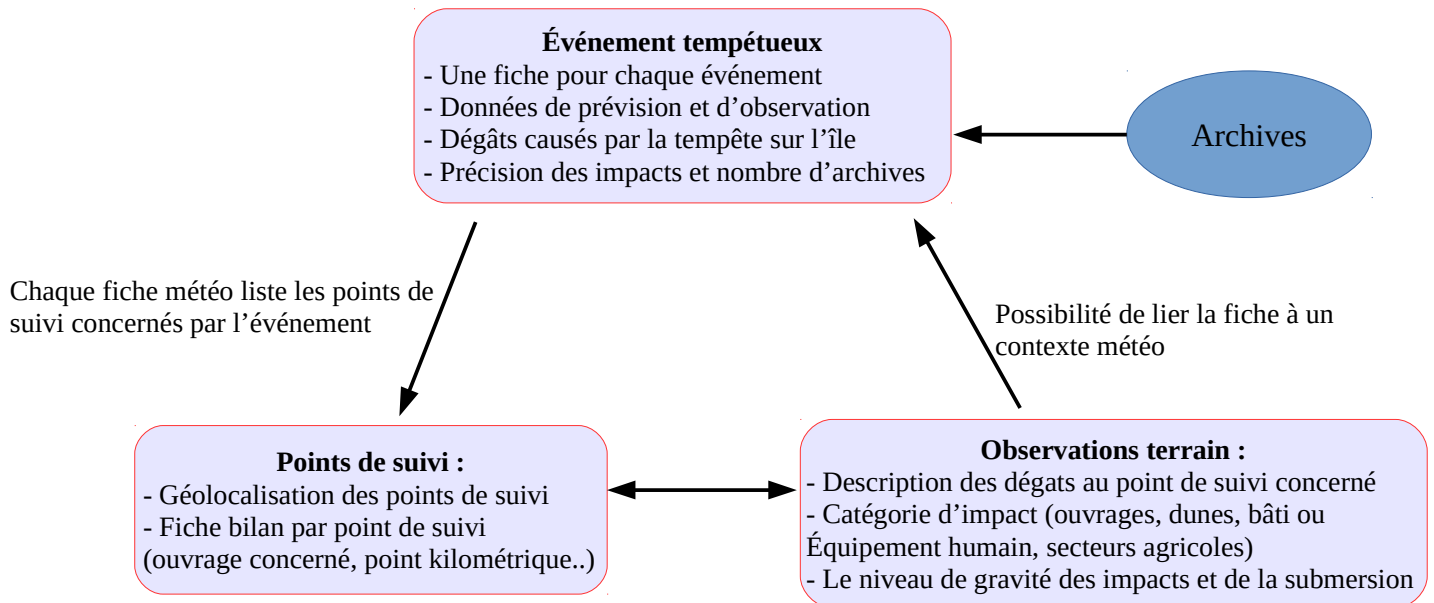 Événement tempétueux
- Une fiche pour chaque événement
- Données de prévision et d’observation
- Dégâts causés par la tempête sur l’île
- Précision des impacts et nombre d’archives
Archives
Chaque fiche météo liste les points de
suivi concernés par l’événement
Possibilité de lier la fiche à un
contexte météo
Points de suivi :
- Géolocalisation des points de suivi
- Fiche bilan par point de suivi
(ouvrage concerné, point kilométrique..)
Observations terrain :
- Description des dégats au point de suivi concerné
- Catégorie d’impact (ouvrages, dunes, bâti ou
Équipement humain, secteurs agricoles)
- Le niveau de gravité des impacts et de la submersion